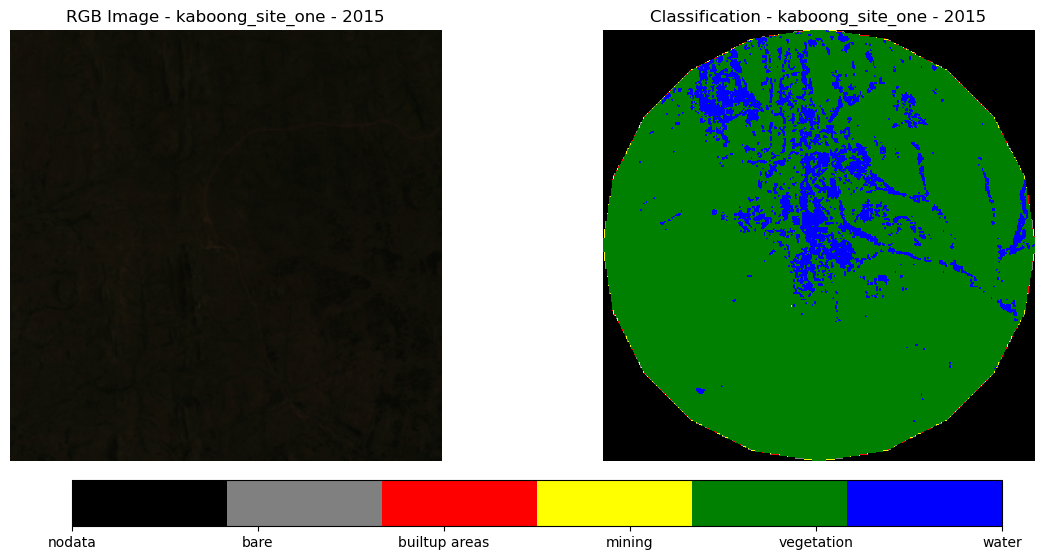 RGB Image - kaboong_site_one - 2015
Classification - kaboong_site_one - 2015
nodata bare builtup areas mining vegetation water